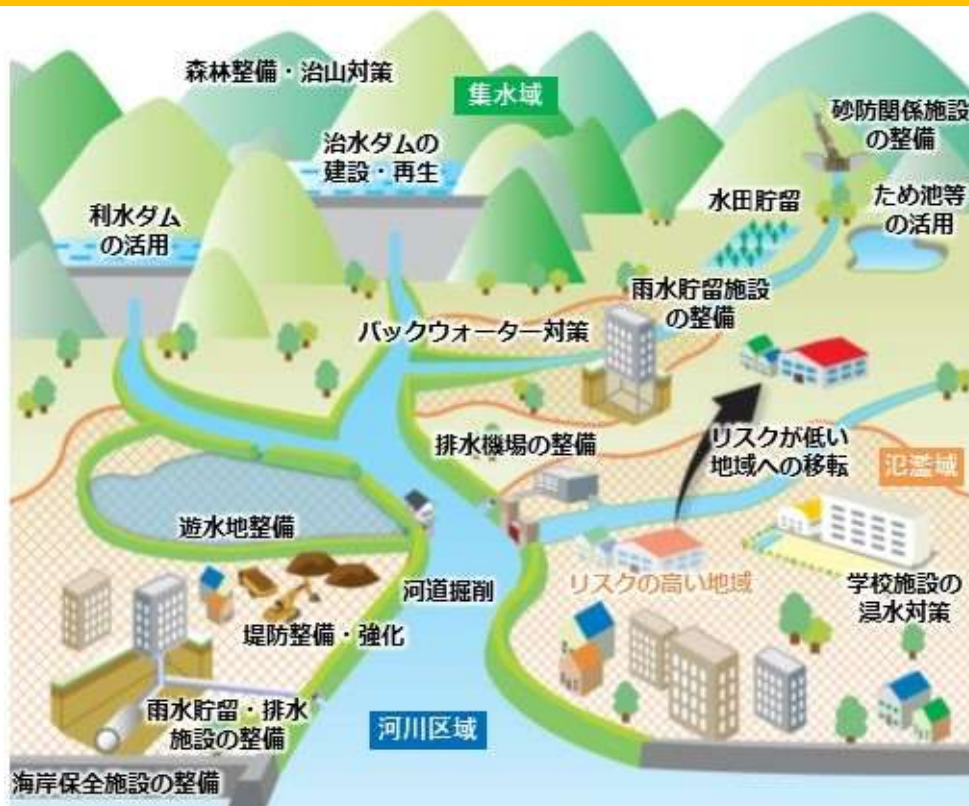 森林整備・治山対策
集水域
砂防関係施設
の整備
治水ダムの
建設・再生
水田貯留
ため池等
の活用
利水ダム
の活用
雨水貯留施設
の整備
バックウォーター対策
排水機場の整備
リスクが低い
地域への移転
氾濫域
遊水地整備
リスクの高い地域
河道掘削
学校施設の
浸水対策
堤防整備・強化
雨水貯留・排水
施設の整備
河川区域
海岸保全施設の整備